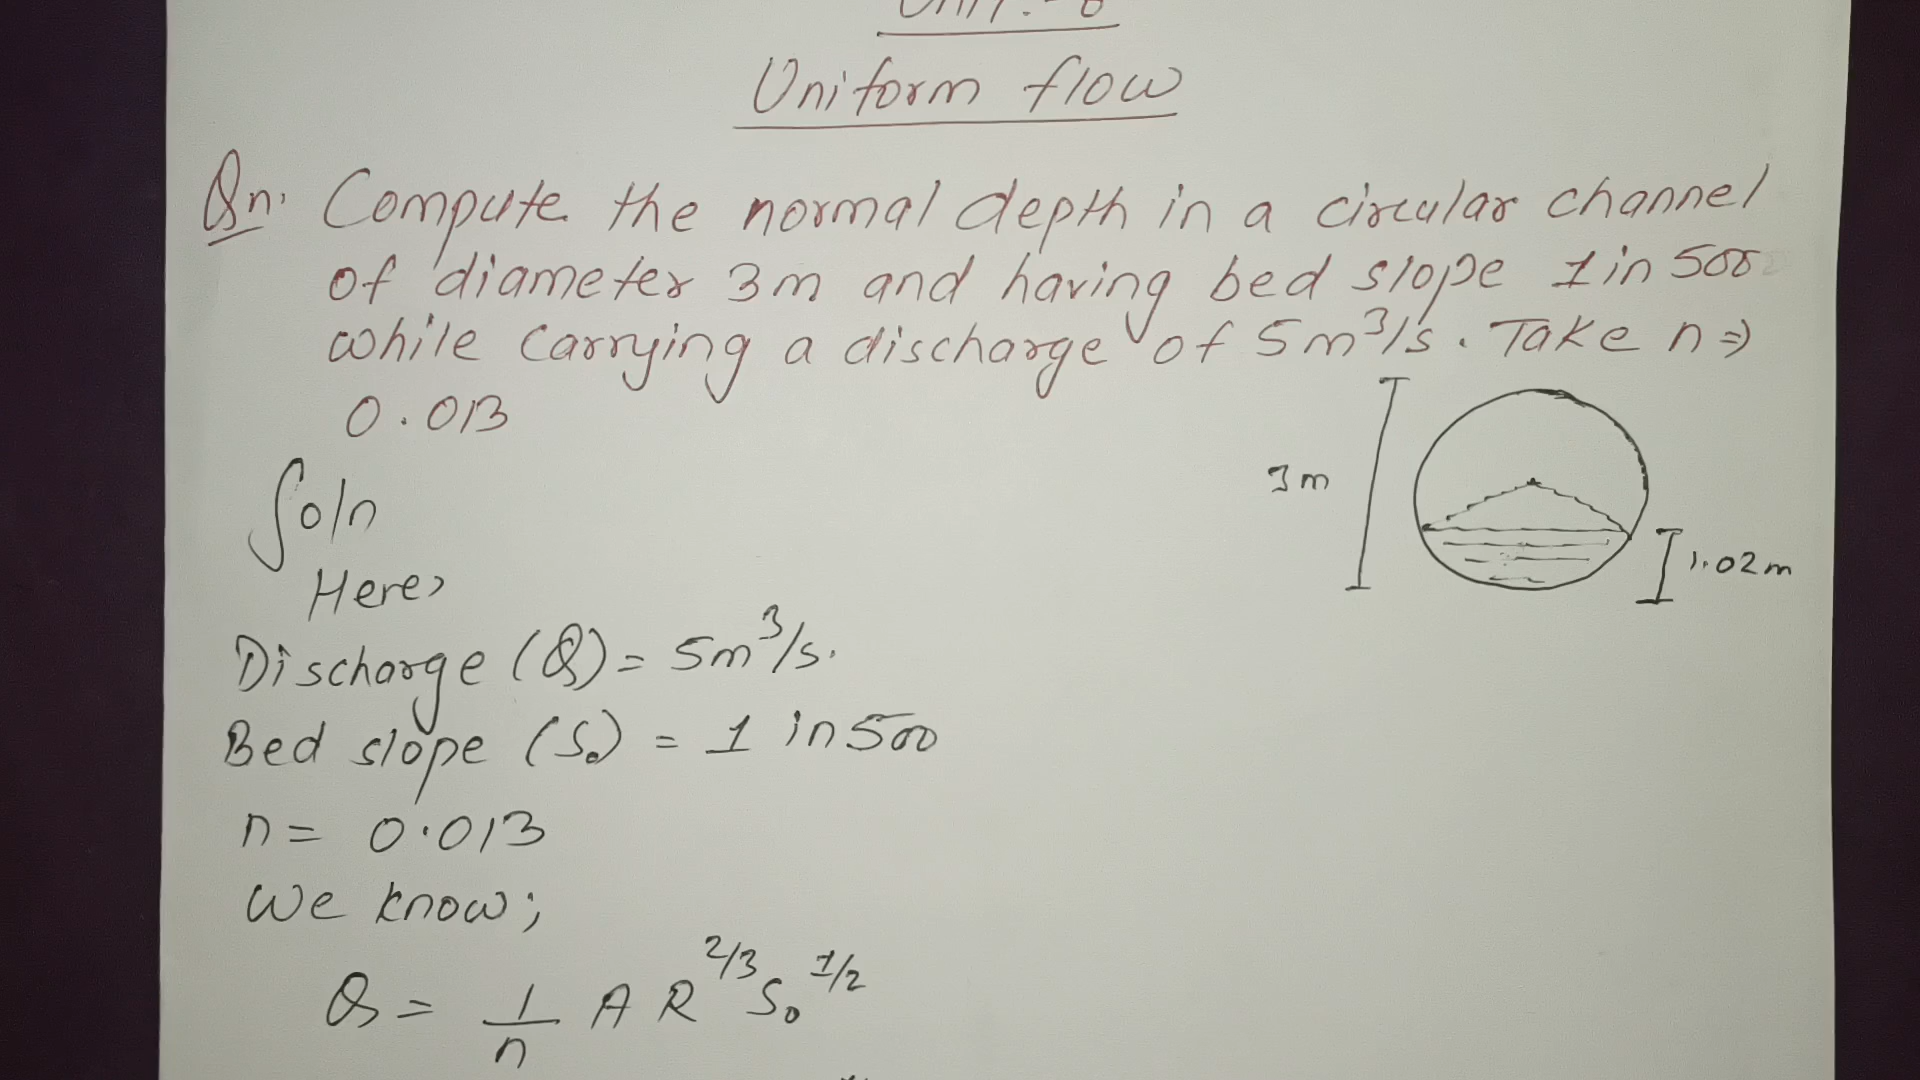 Unit:-6
Uniform flow
Qn. Compute the normal depth in a circular channel
of diameter 3m and having bed slope 1 in 500
while carrying a discharge of 5m³/s. Take n⇒
0.013
3m
1.02m
Soln
Here,
Discharge (Q) = 5m³/s.
Bed slope (S₀) = 1 in 500
n = 0.013
We know;
Q = 1/n A R^2/3 S₀^1/2